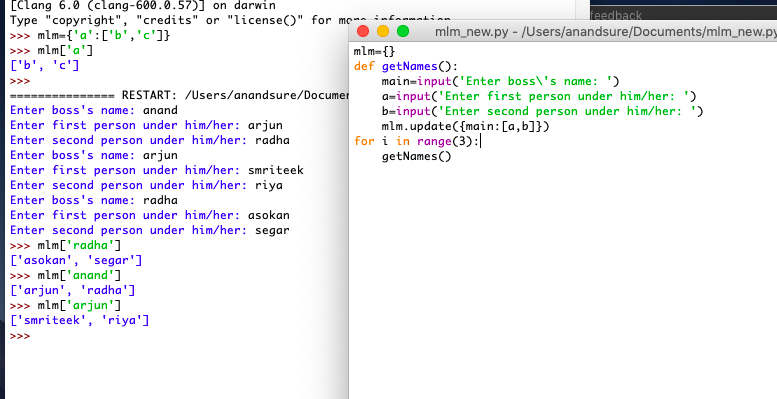 [Clang 6.0 (clang-600.0.57)] on darwin
Type "copyright", "credits" or "license()" for more information
>>> mlm={'a':['b','c']}
>>> mlm['a']
['b', 'c']
>>>
=============== RESTART: /Users/anandsure/Documen
Enter boss's name: anand
Enter first person under him/her: arjun
Enter second person under him/her: radha
Enter boss's name: arjun
Enter first person under him/her: smriteek
Enter second person under him/her: riya
Enter boss's name: radha
Enter first person under him/her: asokan
Enter second person under him/her: segar
>>> mlm['radha']
['asokan', 'segar']
>>> mlm['anand']
['arjun', 'radha']
>>> mlm['arjun']
['smriteek', 'riya']
>>>
feedback
mlm_new.py - /Users/anandsure/Documents/mlm_new.py
mlm={}
def getNames():
    main=input('Enter boss\'s name: ')
    a=input('Enter first person under him/her: ')
    b=input('Enter second person under him/her: ')
    mlm.update({main:[a,b]})
for i in range(3):
    getNames()